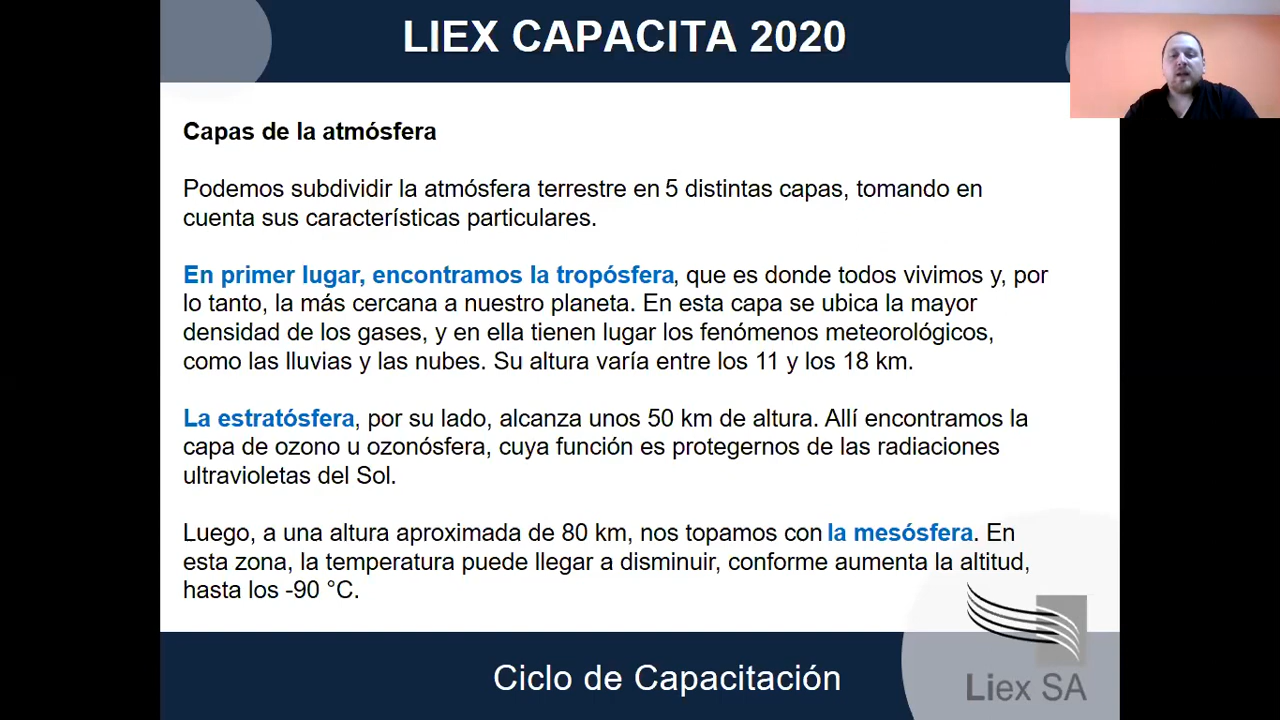 LIEX CAPACITA 2020
Capas de la atmósfera
Podemos subdividir la atmósfera terrestre en 5 distintas capas, tomando en
cuenta sus características particulares.
En primer lugar, encontramos la tropósfera, que es donde todos vivimos y, por
lo tanto, la más cercana a nuestro planeta. En esta capa se ubica la mayor
densidad de los gases, y en ella tienen lugar los fenómenos meteorológicos,
como las lluvias y las nubes. Su altura varía entre los 11 y los 18 km.
La estratósfera, por su lado, alcanza unos 50 km de altura. Allí encontramos la
capa de ozono u ozonósfera, cuya función es protegernos de las radiaciones
ultravioletas del Sol.
Luego, a una altura aproximada de 80 km, nos topamos con la mesósfera. En
esta zona, la temperatura puede llegar a disminuir, conforme aumenta la altitud,
hasta los -90 °C.
Ciclo de Capacitación
Liex SA